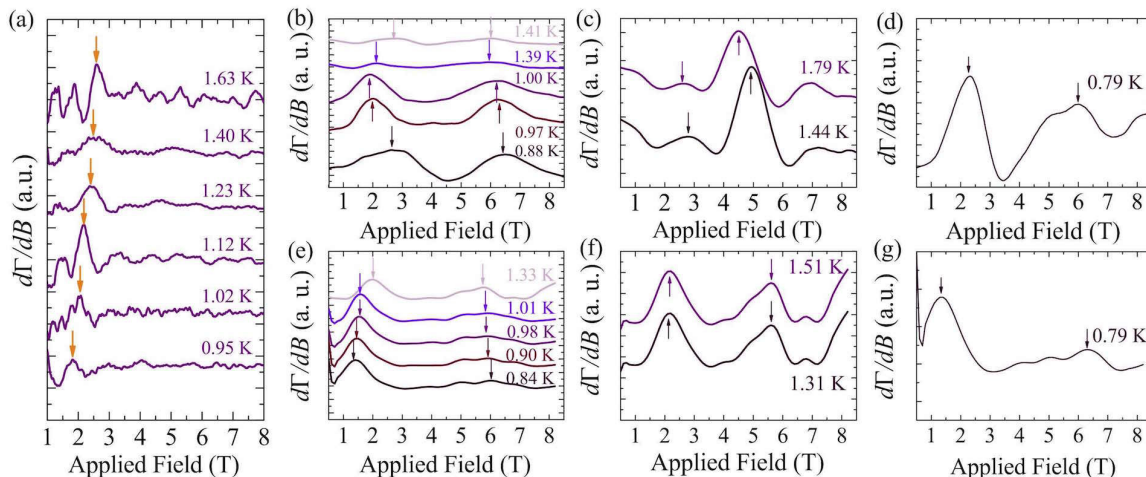 (a)
dΓ/dB (a.u.)
1.63 K
1.40 K
1.23 K
1.12 K
1.02 K
0.95 K
1 2 3 4 5 6 7 8
Applied Field (T)
(b)
dΓ/dB (a. u.)
1.41 K
1.39 K
1.00 K
0.97 K
0.88 K
1 2 3 4 5 6 7 8
Applied Field (T)
(c)
dΓ/dB (a. u.)
1.79 K
1.44 K
1 2 3 4 5 6 7 8
Applied Field (T)
(d)
dΓ/dB (a. u.)
0.79 K
1 2 3 4 5 6 7 8
Applied Field (T)
(e)
dΓ/dB (a. u.)
1.33 K
1.01 K
0.98 K
0.90 K
0.84 K
1 2 3 4 5 6 7 8
Applied Field (T)
(f)
dΓ/dB (a. u.)
1.51 K
1.31 K
1 2 3 4 5 6 7 8
Applied Field (T)
(g)
dΓ/dB (a. u.)
0.79 K
1 2 3 4 5 6 7 8
Applied Field (T)